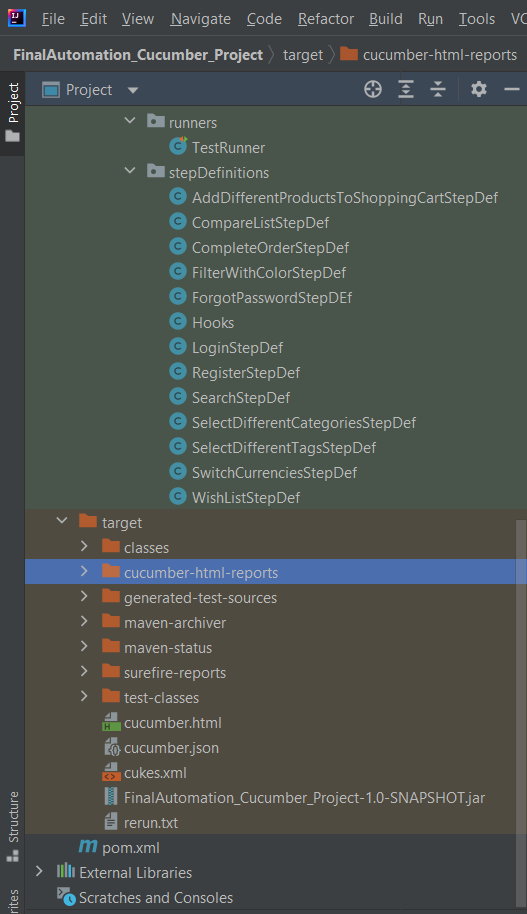 File Edit View Navigate Code Refactor Build Run Tools VC
FinalAutomation_Cucumber_Project target cucumber-html-reports
Project
Project
runners
TestRunner
stepDefinitions
AddDifferentProductsToShoppingCartStepDef
CompareListStepDef
CompleteOrderStepDef
FilterWithColorStepDef
ForgotPasswordStepDEf
Hooks
LoginStepDef
RegisterStepDef
SearchStepDef
SelectDifferentCategoriesStepDef
SelectDifferentTagsStepDef
SwitchCurrenciesStepDef
WishListStepDef
target
classes
cucumber-html-reports
generated-test-sources
maven-archiver
maven-status
surefire-reports
test-classes
cucumber.html
cucumber.json
cukes.xml
FinalAutomation_Cucumber_Project-1.0-SNAPSHOT.jar
rerun.txt
pom.xml
External Libraries
Scratches and Consoles
Structure
rites